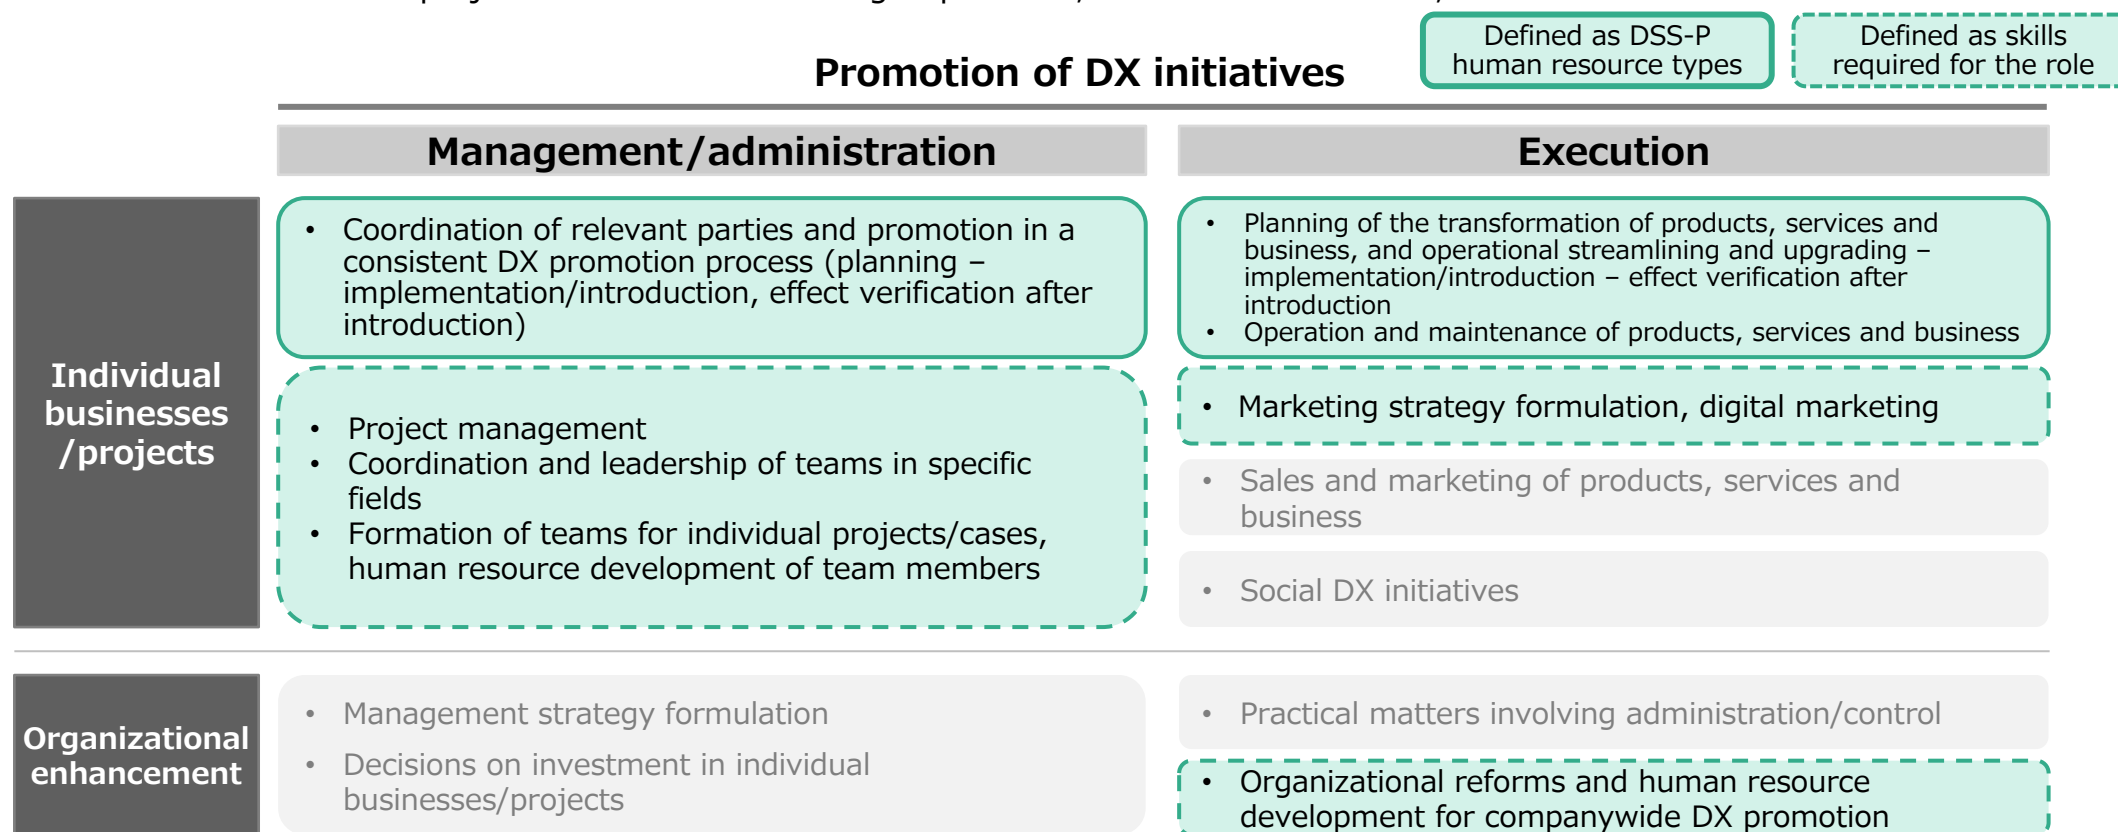 Defined as DSS-P
human resource types
Defined as skills
required for the role
Promotion of DX initiatives
Management/administration
Execution
Individual
businesses
/projects
• Coordination of relevant parties and promotion in a
consistent DX promotion process (planning –
implementation/introduction, effect verification after
introduction)
• Project management
• Coordination and leadership of teams in specific
fields
• Formation of teams for individual projects/cases,
human resource development of team members
• Planning of the transformation of products, services and
business, and operational streamlining and upgrading –
implementation/introduction – effect verification after
introduction
• Operation and maintenance of products, services and business
• Marketing strategy formulation, digital marketing
• Sales and marketing of products, services and
business
• Social DX initiatives
Organizational
enhancement
• Management strategy formulation
• Decisions on investment in individual
businesses/projects
• Practical matters involving administration/control
• Organizational reforms and human resource
development for companywide DX promotion